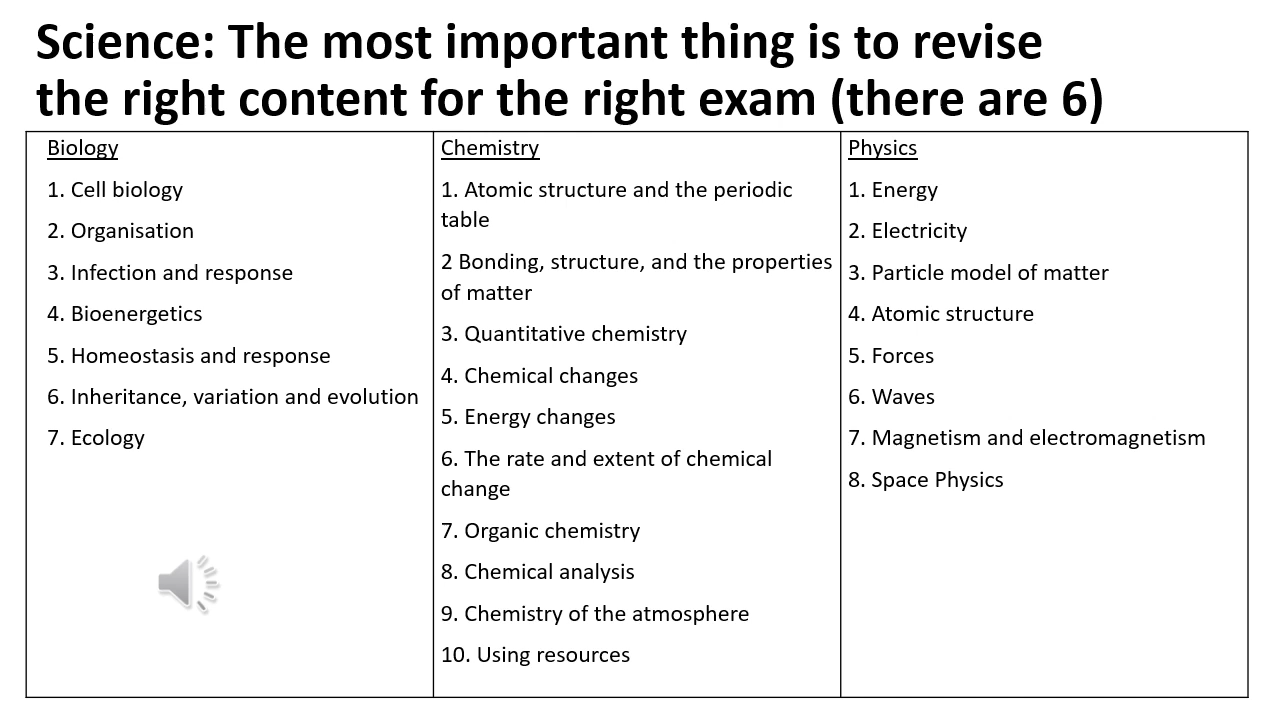 Science: The most important thing is to revise
the right content for the right exam (there are 6)
Biology
1. Cell biology
2. Organisation
3. Infection and response
4. Bioenergetics
5. Homeostasis and response
6. Inheritance, variation and evolution
7. Ecology
Chemistry
1. Atomic structure and the periodic
table
2 Bonding, structure, and the properties
of matter
3. Quantitative chemistry
4. Chemical changes
5. Energy changes
6. The rate and extent of chemical
change
7. Organic chemistry
8. Chemical analysis
9. Chemistry of the atmosphere
10. Using resources
Physics
1. Energy
2. Electricity
3. Particle model of matter
4. Atomic structure
5. Forces
6. Waves
7. Magnetism and electromagnetism
8. Space Physics